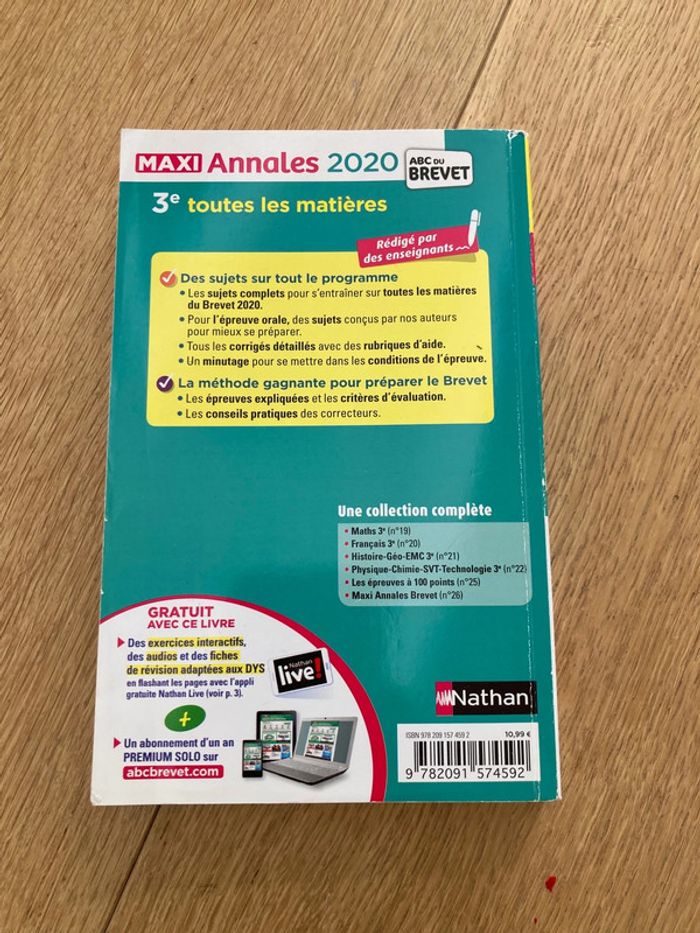 MAXI Annales 2020 ABC DU BREVET
3e toutes les matières
Rédigé par
des enseignants
Des sujets sur tout le programme
• Les sujets complets pour s'entraîner sur toutes les matières
du Brevet 2020.
• Pour l'épreuve orale, des sujets conçus par nos auteurs
pour mieux se préparer.
• Tous les corrigés détaillés avec des rubriques d'aide.
• Un minutage pour se mettre dans les conditions de l'épreuve.
La méthode gagnante pour préparer le Brevet
• Les épreuves expliquées et les critères d'évaluation.
• Les conseils pratiques des correcteurs.
Une collection complète
• Maths 3e (n°19)
• Français 3e (n°20)
• Histoire-Géo-EMC 3e (n°21)
• Physique-Chimie-SVT-Technologie 3e (n°22)
• Les épreuves à 100 points (n°25)
• Maxi Annales Brevet (n°26)
GRATUIT
AVEC CE LIVRE
Des exercices interactifs,
des audios et des fiches
de révision adaptées aux DYS
en flashant les pages avec l'appli
gratuite Nathan Live (voir p. 3).
Nathan
live!
+
Un abonnement d'un an
PREMIUM SOLO sur
abcbrevet.com
Nathan
ISBN 978 209 157 459 2 10,99 €
9 782091 574592